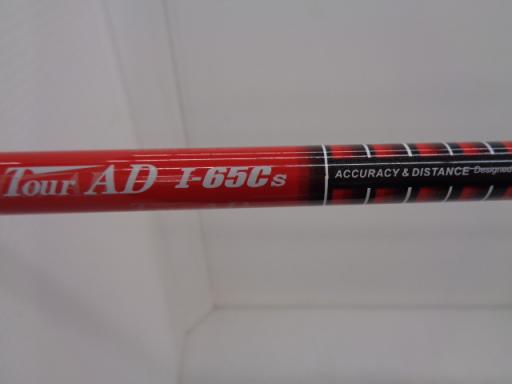 Tour AD I-65Cs
ACCURACY & DISTANCE Designed